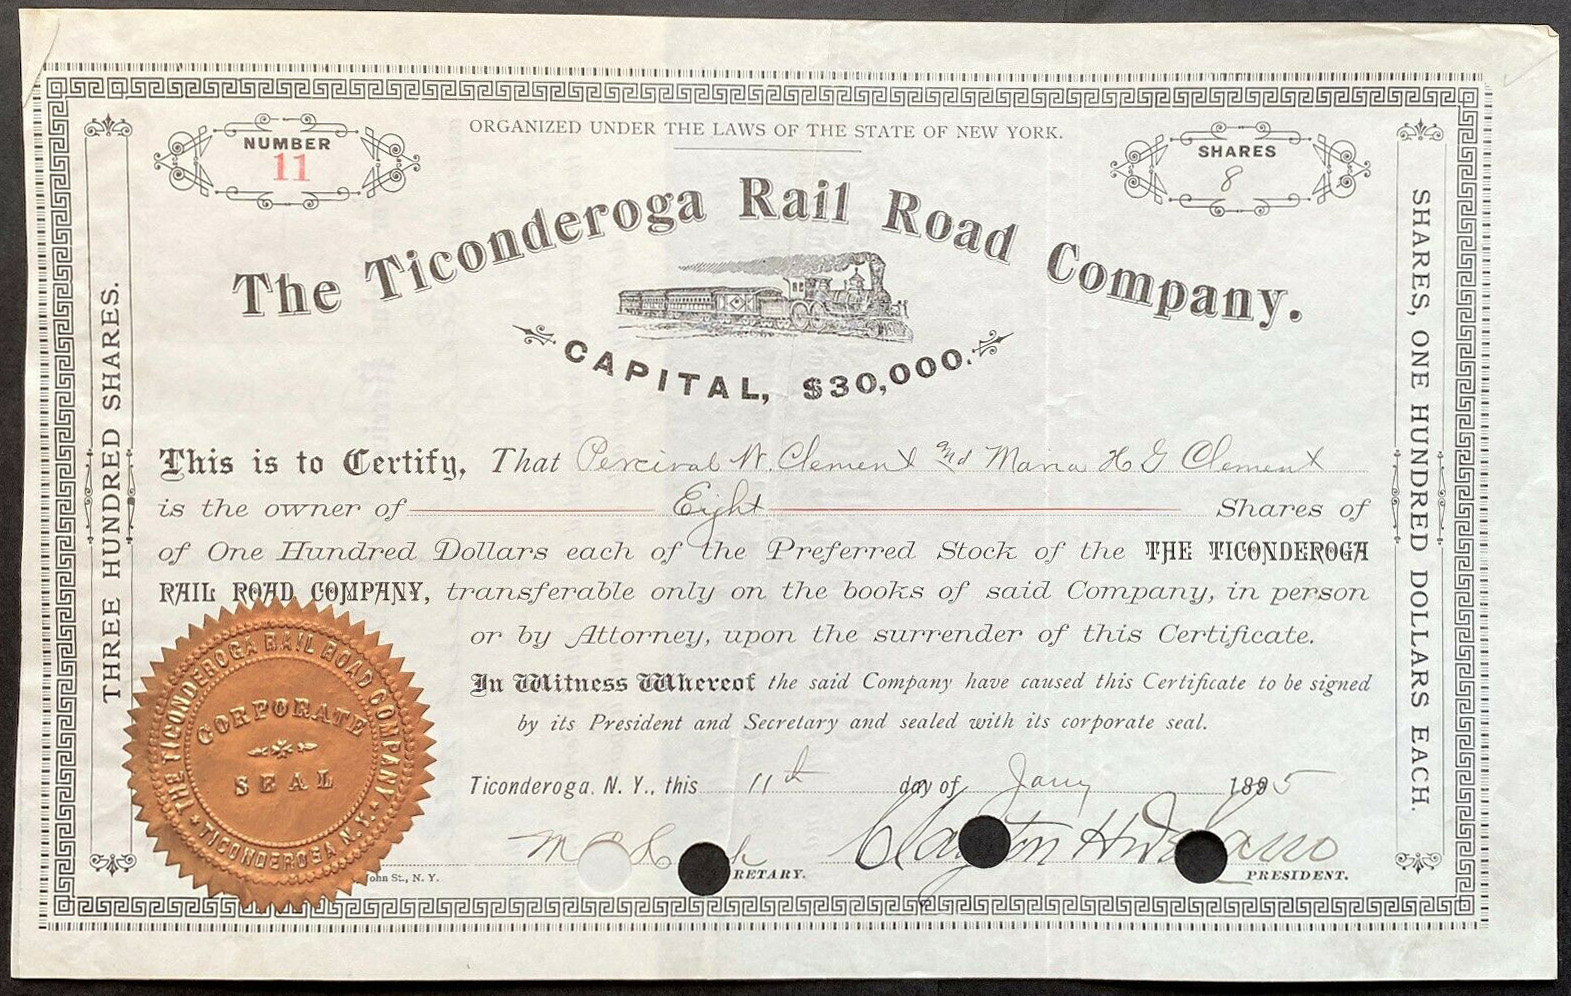 ORGANIZED UNDER THE LAWS OF THE STATE OF NEW YORK.
NUMBER
11
SHARES
8
The Ticonderoga Rail Road Company.
CAPITAL, $30,000.
THREE HUNDRED SHARES.
SHARES, ONE HUNDRED DOLLARS EACH.
This is to Certify, That Percival W. Clement and Maria H G Clement
is the owner of Eight Shares of
of One Hundred Dollars each of the Preferred Stock of the THE TICONDEROGA
RAIL ROAD COMPANY, transferable only on the books of said Company, in person
or by Attorney, upon the surrender of this Certificate.
In Witness Whereof the said Company have caused this Certificate to be signed
by its President and Secretary and sealed with its corporate seal.
Ticonderoga, N. Y., this 11th day of Jany 1895
THE TICONDEROGA RAIL ROAD COMPANY
CORPORATE
SEAL
TICONDEROGA N.Y.
John St., N. Y.
RETARY.
Clayton H
PRESIDENT.